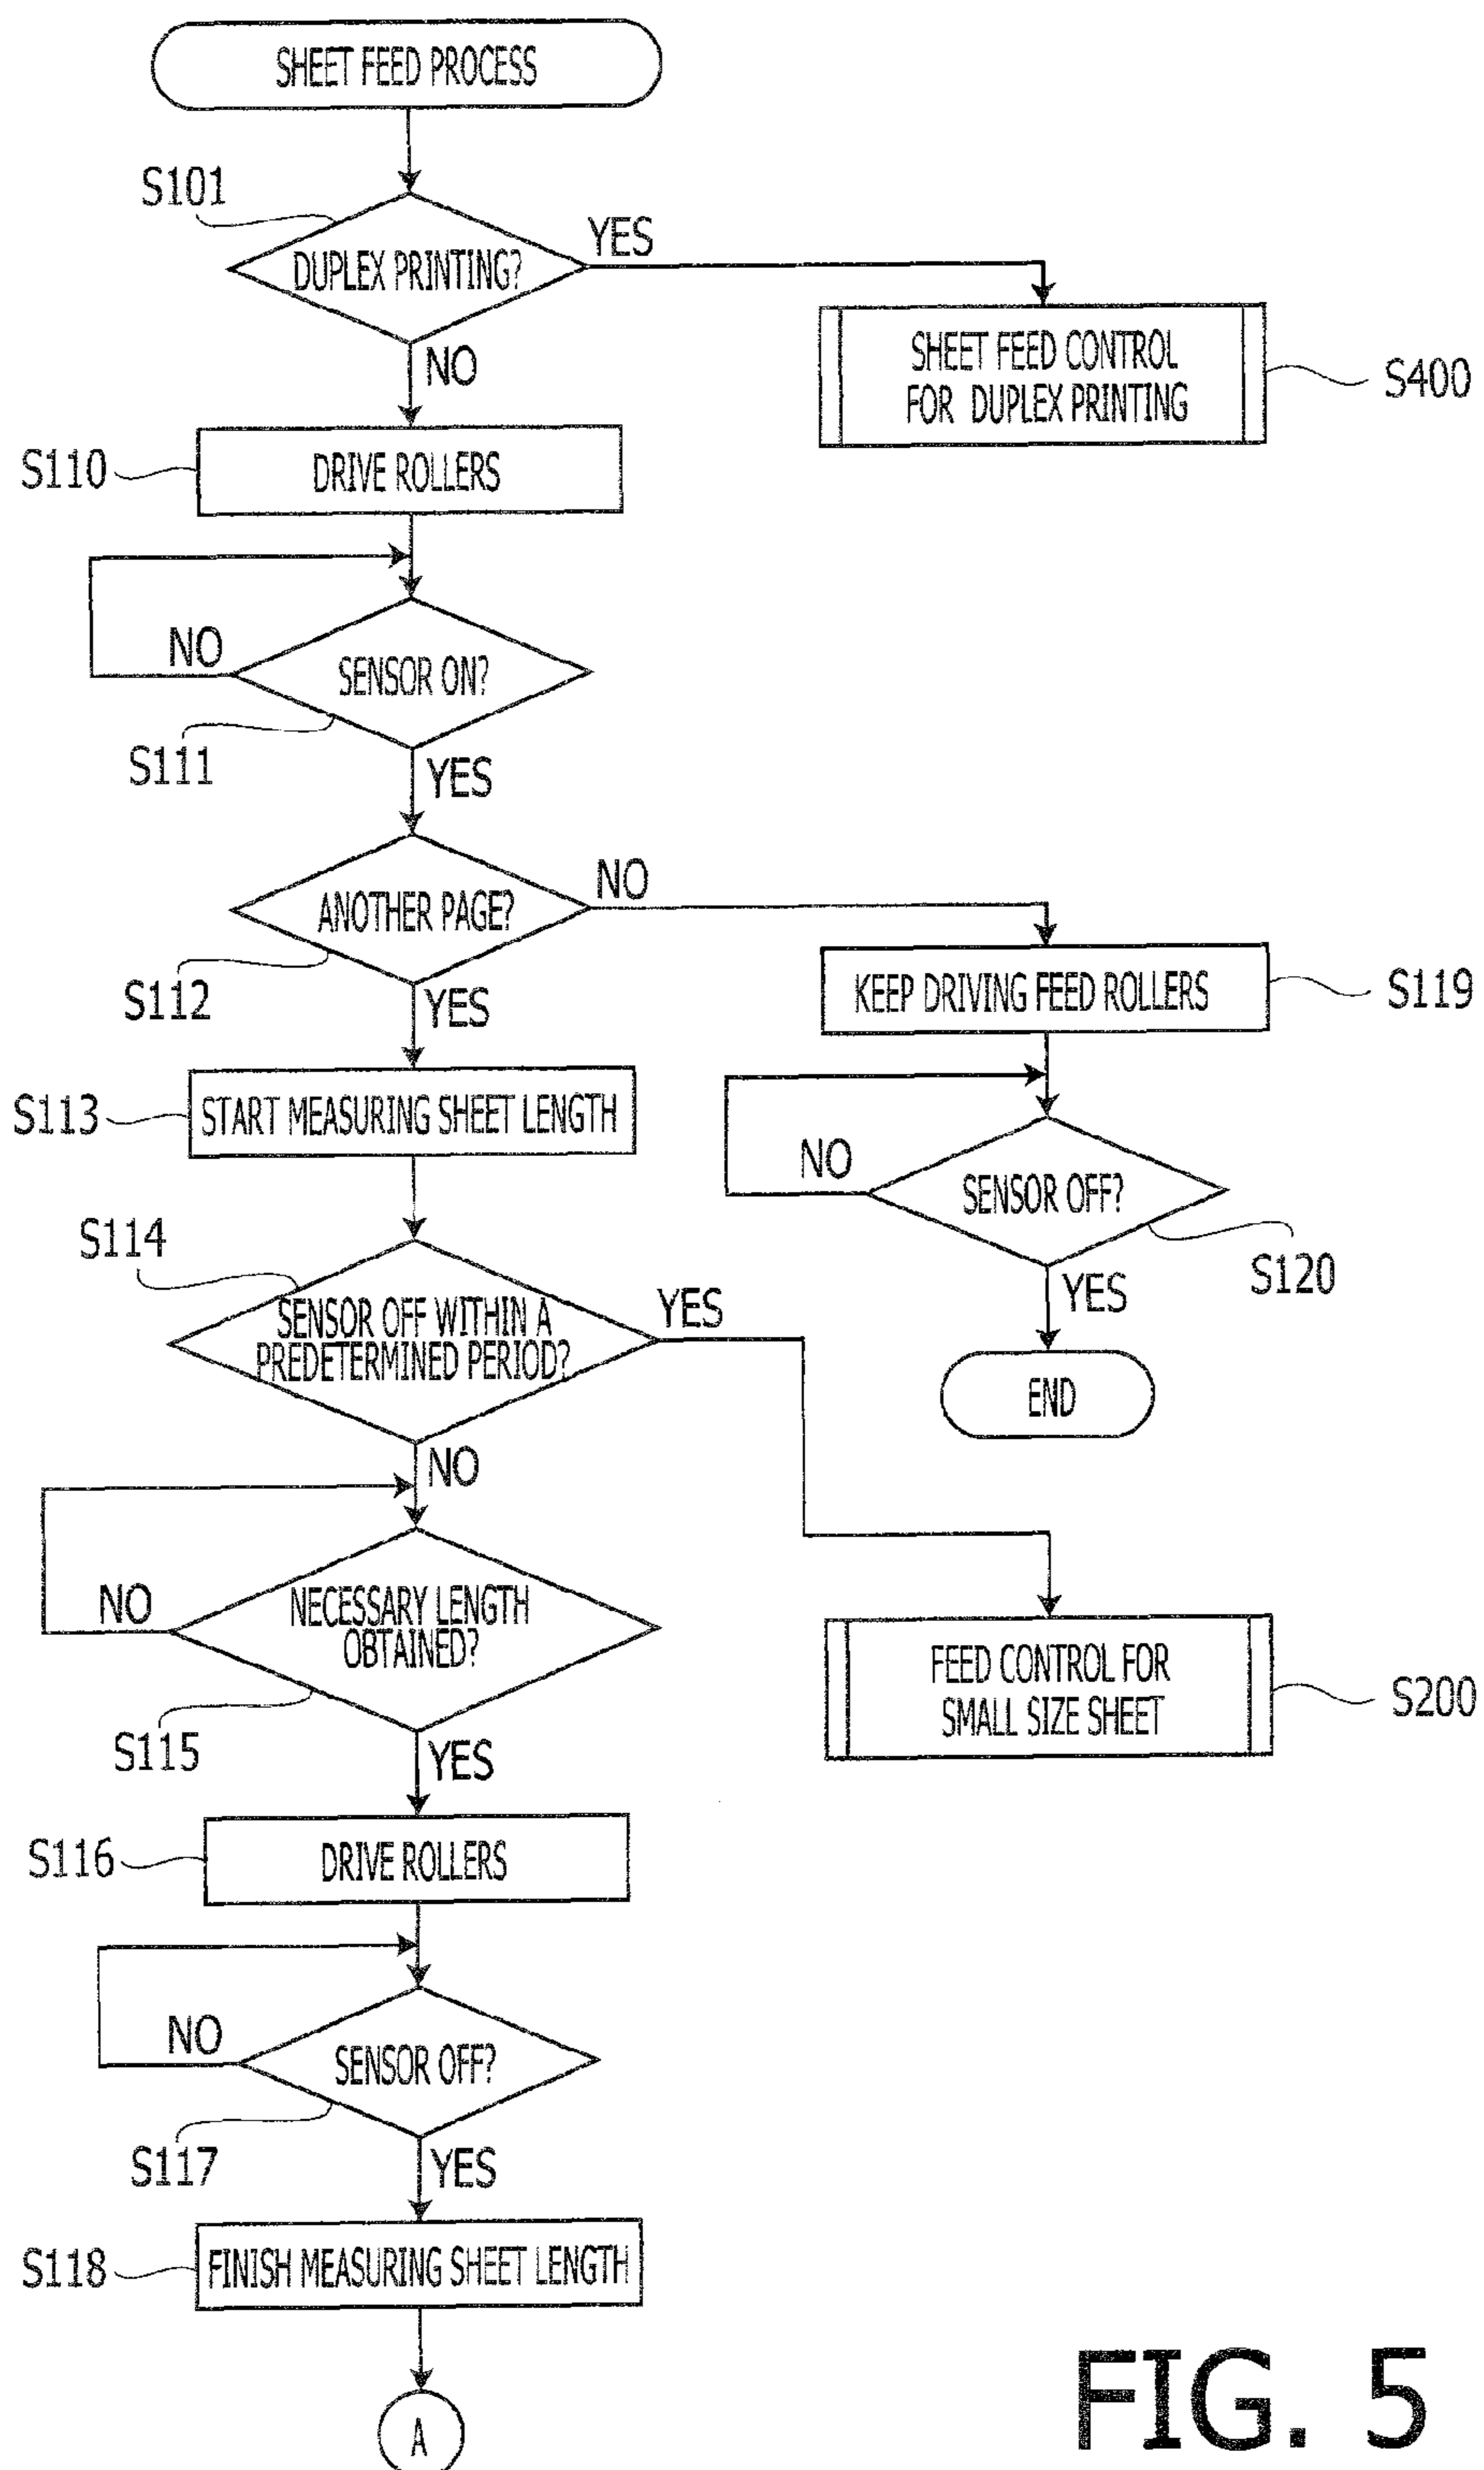 SHEET FEED PROCESS
S101
DUPLEX PRINTING?
YES
NO
SHEET FEED CONTROL
FOR DUPLEX PRINTING
S400
S110
DRIVE ROLLERS
NO
SENSOR ON?
S111
YES
ANOTHER PAGE?
NO
S112
YES
KEEP DRIVING FEED ROLLERS
S119
S113
START MEASURING SHEET LENGTH
NO
SENSOR OFF?
S120
YES
END
S114
SENSOR OFF WITHIN A
PREDETERMINED PERIOD?
YES
NO
NO
NECESSARY LENGTH
OBTAINED?
S115
YES
FEED CONTROL FOR
SMALL SIZE SHEET
S200
S116
DRIVE ROLLERS
NO
SENSOR OFF?
S117
YES
S118
FINISH MEASURING SHEET LENGTH
A
FIG. 5